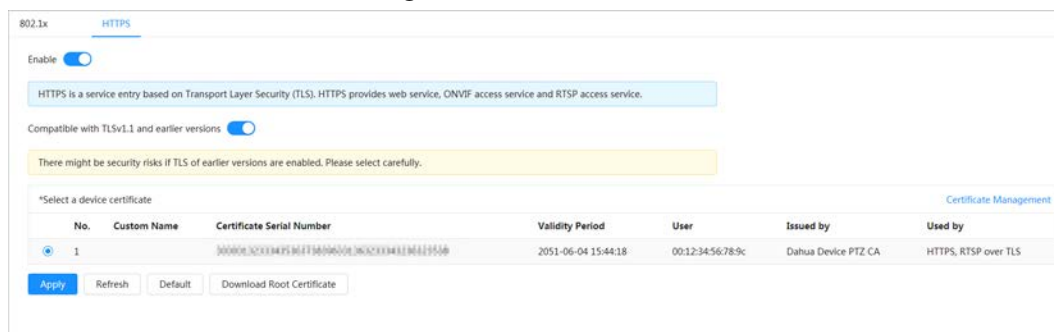 802.1x HTTPS
Enable
HTTPS is a service entry based on Transport Layer Security (TLS). HTTPS provides web service, ONVIF access service and RTSP access service.
Compatible with TLSv1.1 and earlier versions
There might be security risks if TLS of earlier versions are enabled. Please select carefully.
*Select a device certificate Certificate Management
No. Custom Name Certificate Serial Number Validity Period User Issued by Used by
1 2051-06-04 15:44:18 00:12:34:56:78:9c Dahua Device PTZ CA HTTPS, RTSP over TLS
Apply Refresh Default Download Root Certificate